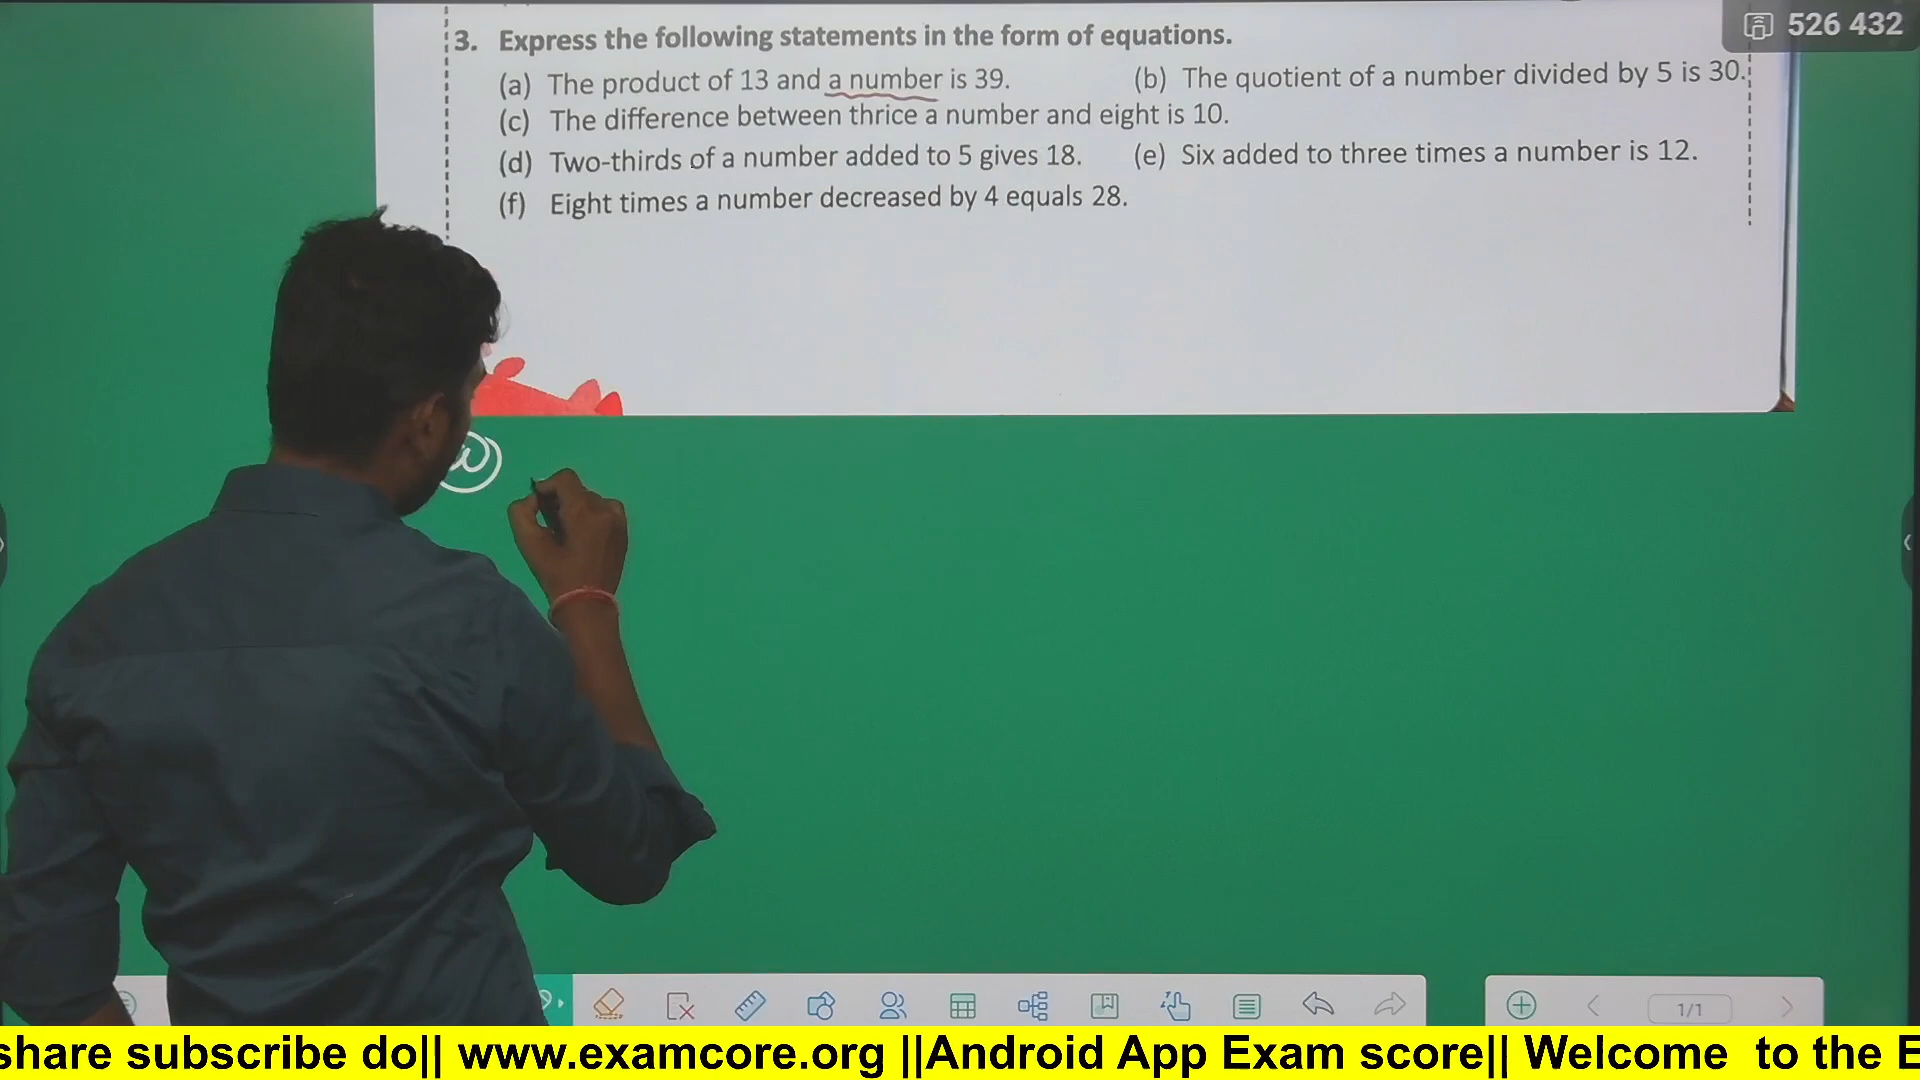 526 432
3. Express the following statements in the form of equations.
(a) The product of 13 and a number is 39. (b) The quotient of a number divided by 5 is 30.
(c) The difference between thrice a number and eight is 10.
(d) Two-thirds of a number added to 5 gives 18. (e) Six added to three times a number is 12.
(f) Eight times a number decreased by 4 equals 28.
1/1
share subscribe do|| www.examcore.org ||Android App Exam score|| Welcome to the E